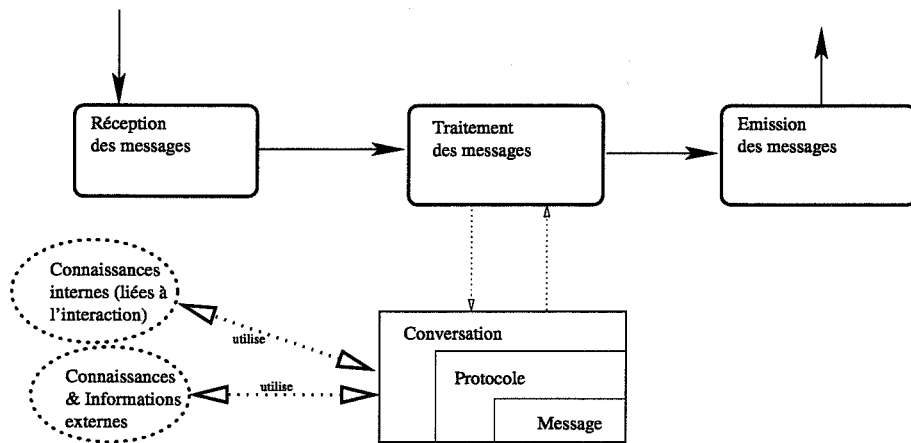 Réception
des messages
Traitement
des messages
Emission
des messages
Connaissances
internes (liées à
l'interaction)
utilise
Connaissances
& Informations
externes
utilise
Conversation
Protocole
Message